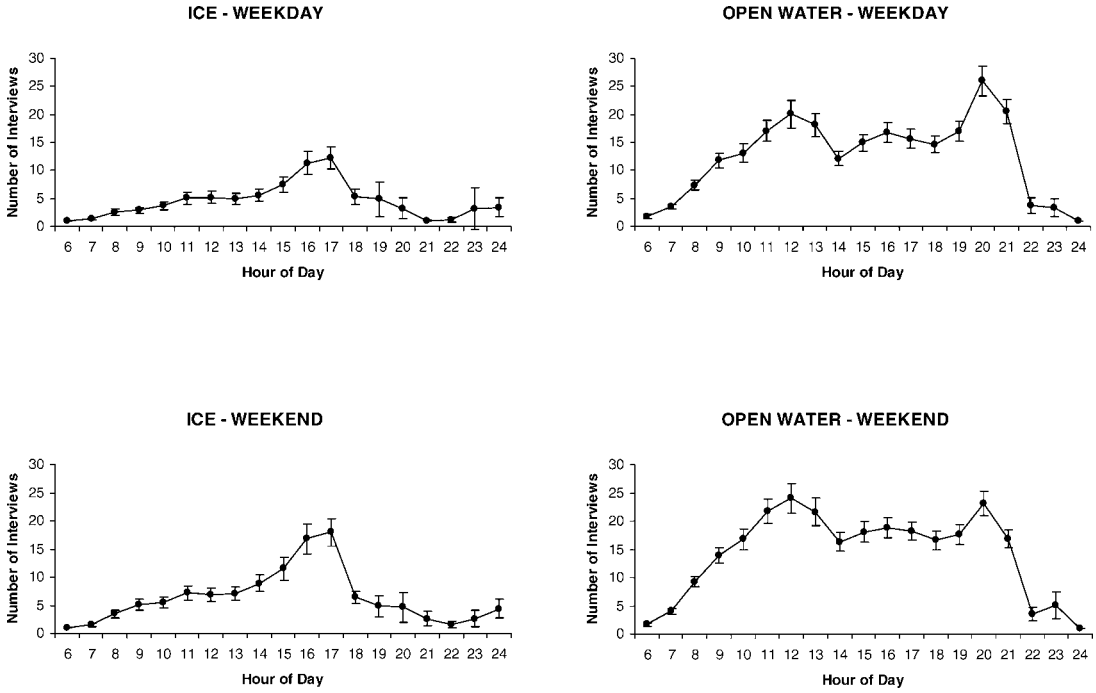 ICE - WEEKDAY
Number of Interviews
30
25
20
15
10
5
0
6 7 8 9 10 11 12 13 14 15 16 17 18 19 20 21 22 23 24
Hour of Day
OPEN WATER - WEEKDAY
Number of Interviews
30
25
20
15
10
5
0
6 7 8 9 10 11 12 13 14 15 16 17 18 19 20 21 22 23 24
Hour of Day
ICE - WEEKEND
Number of Interviews
30
25
20
15
10
5
0
6 7 8 9 10 11 12 13 14 15 16 17 18 19 20 21 22 23 24
Hour of Day
OPEN WATER - WEEKEND
Number of Interviews
30
25
20
15
10
5
0
6 7 8 9 10 11 12 13 14 15 16 17 18 19 20 21 22 23 24
Hour of Day